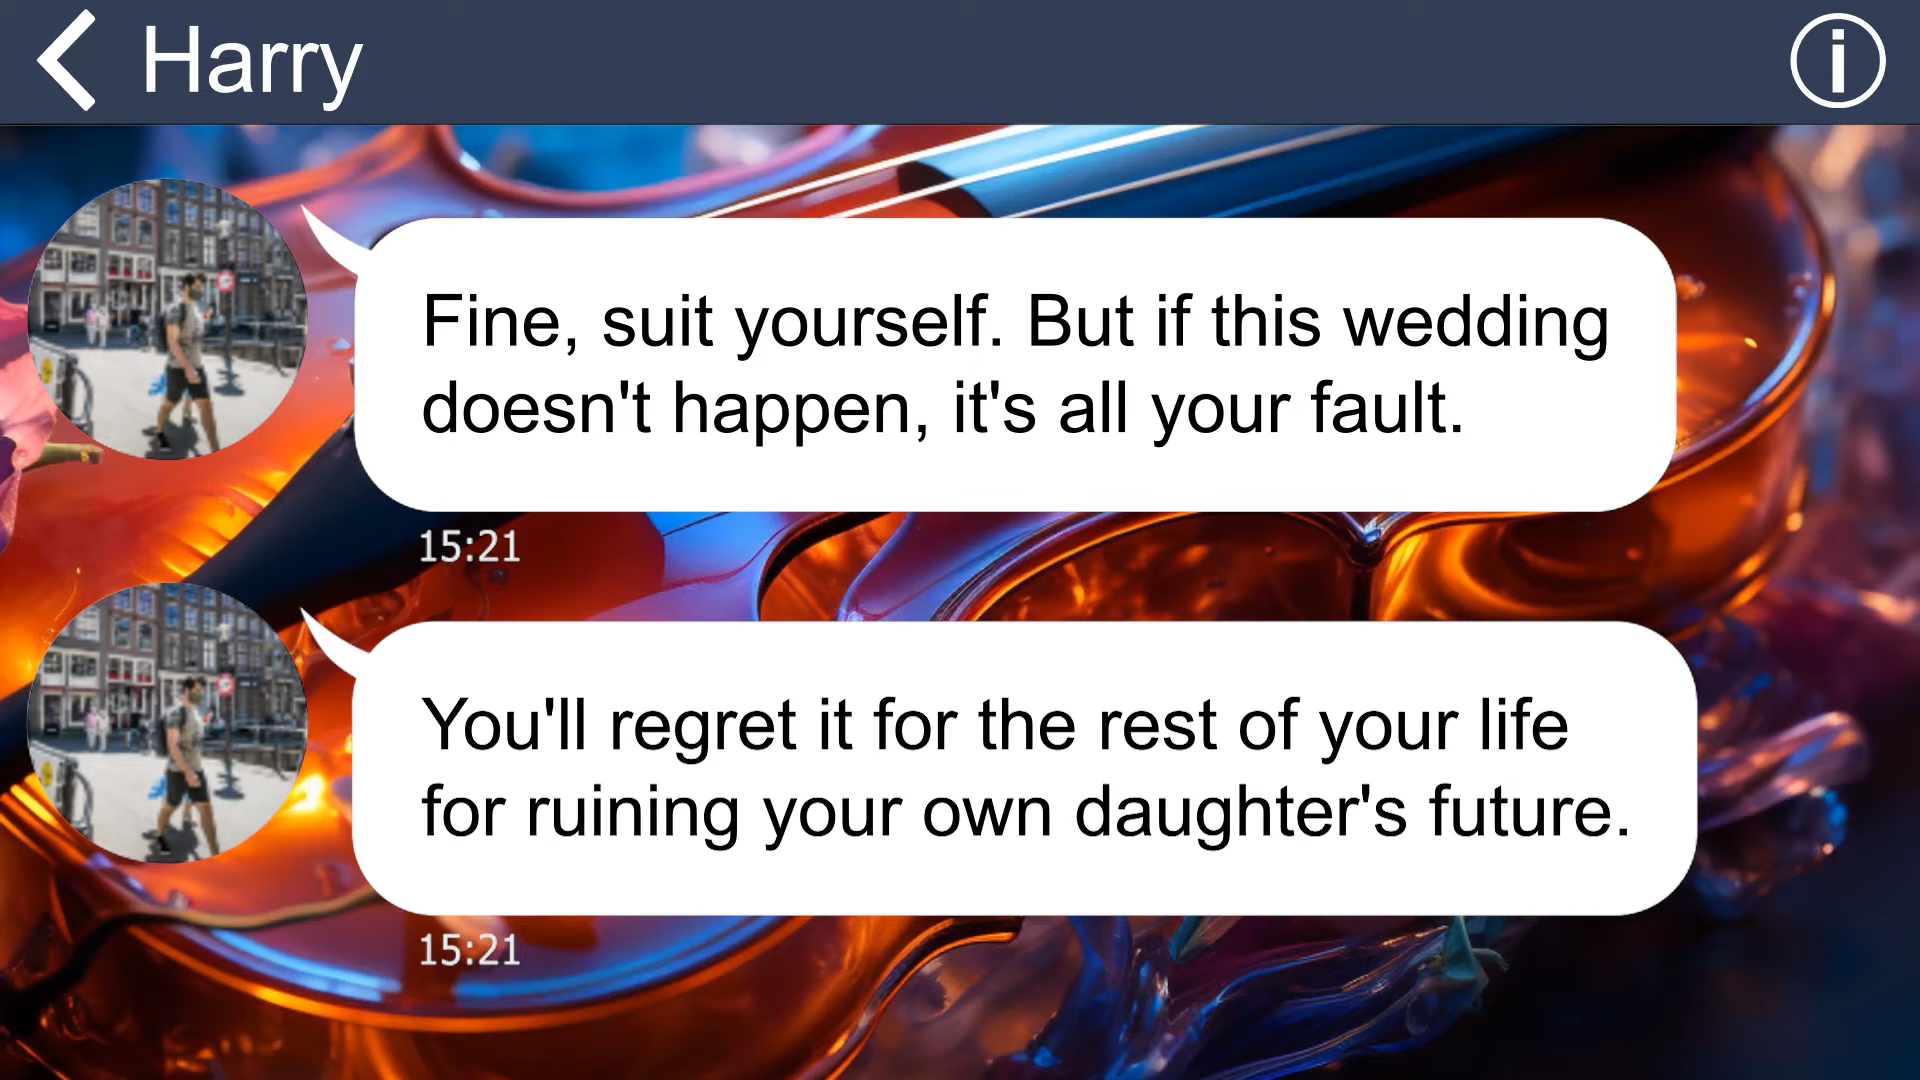 Harry
Fine, suit yourself. But if this wedding
doesn't happen, it's all your fault.
15:21
You'll regret it for the rest of your life
for ruining your own daughter's future.
15:21